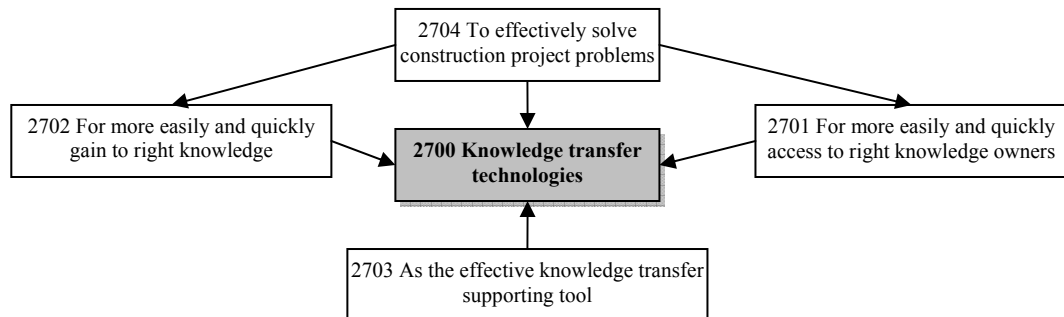 2704 To effectively solve
construction project problems
2702 For more easily and quickly
gain to right knowledge
2700 Knowledge transfer
technologies
2701 For more easily and quickly
access to right knowledge owners
2703 As the effective knowledge transfer
supporting tool